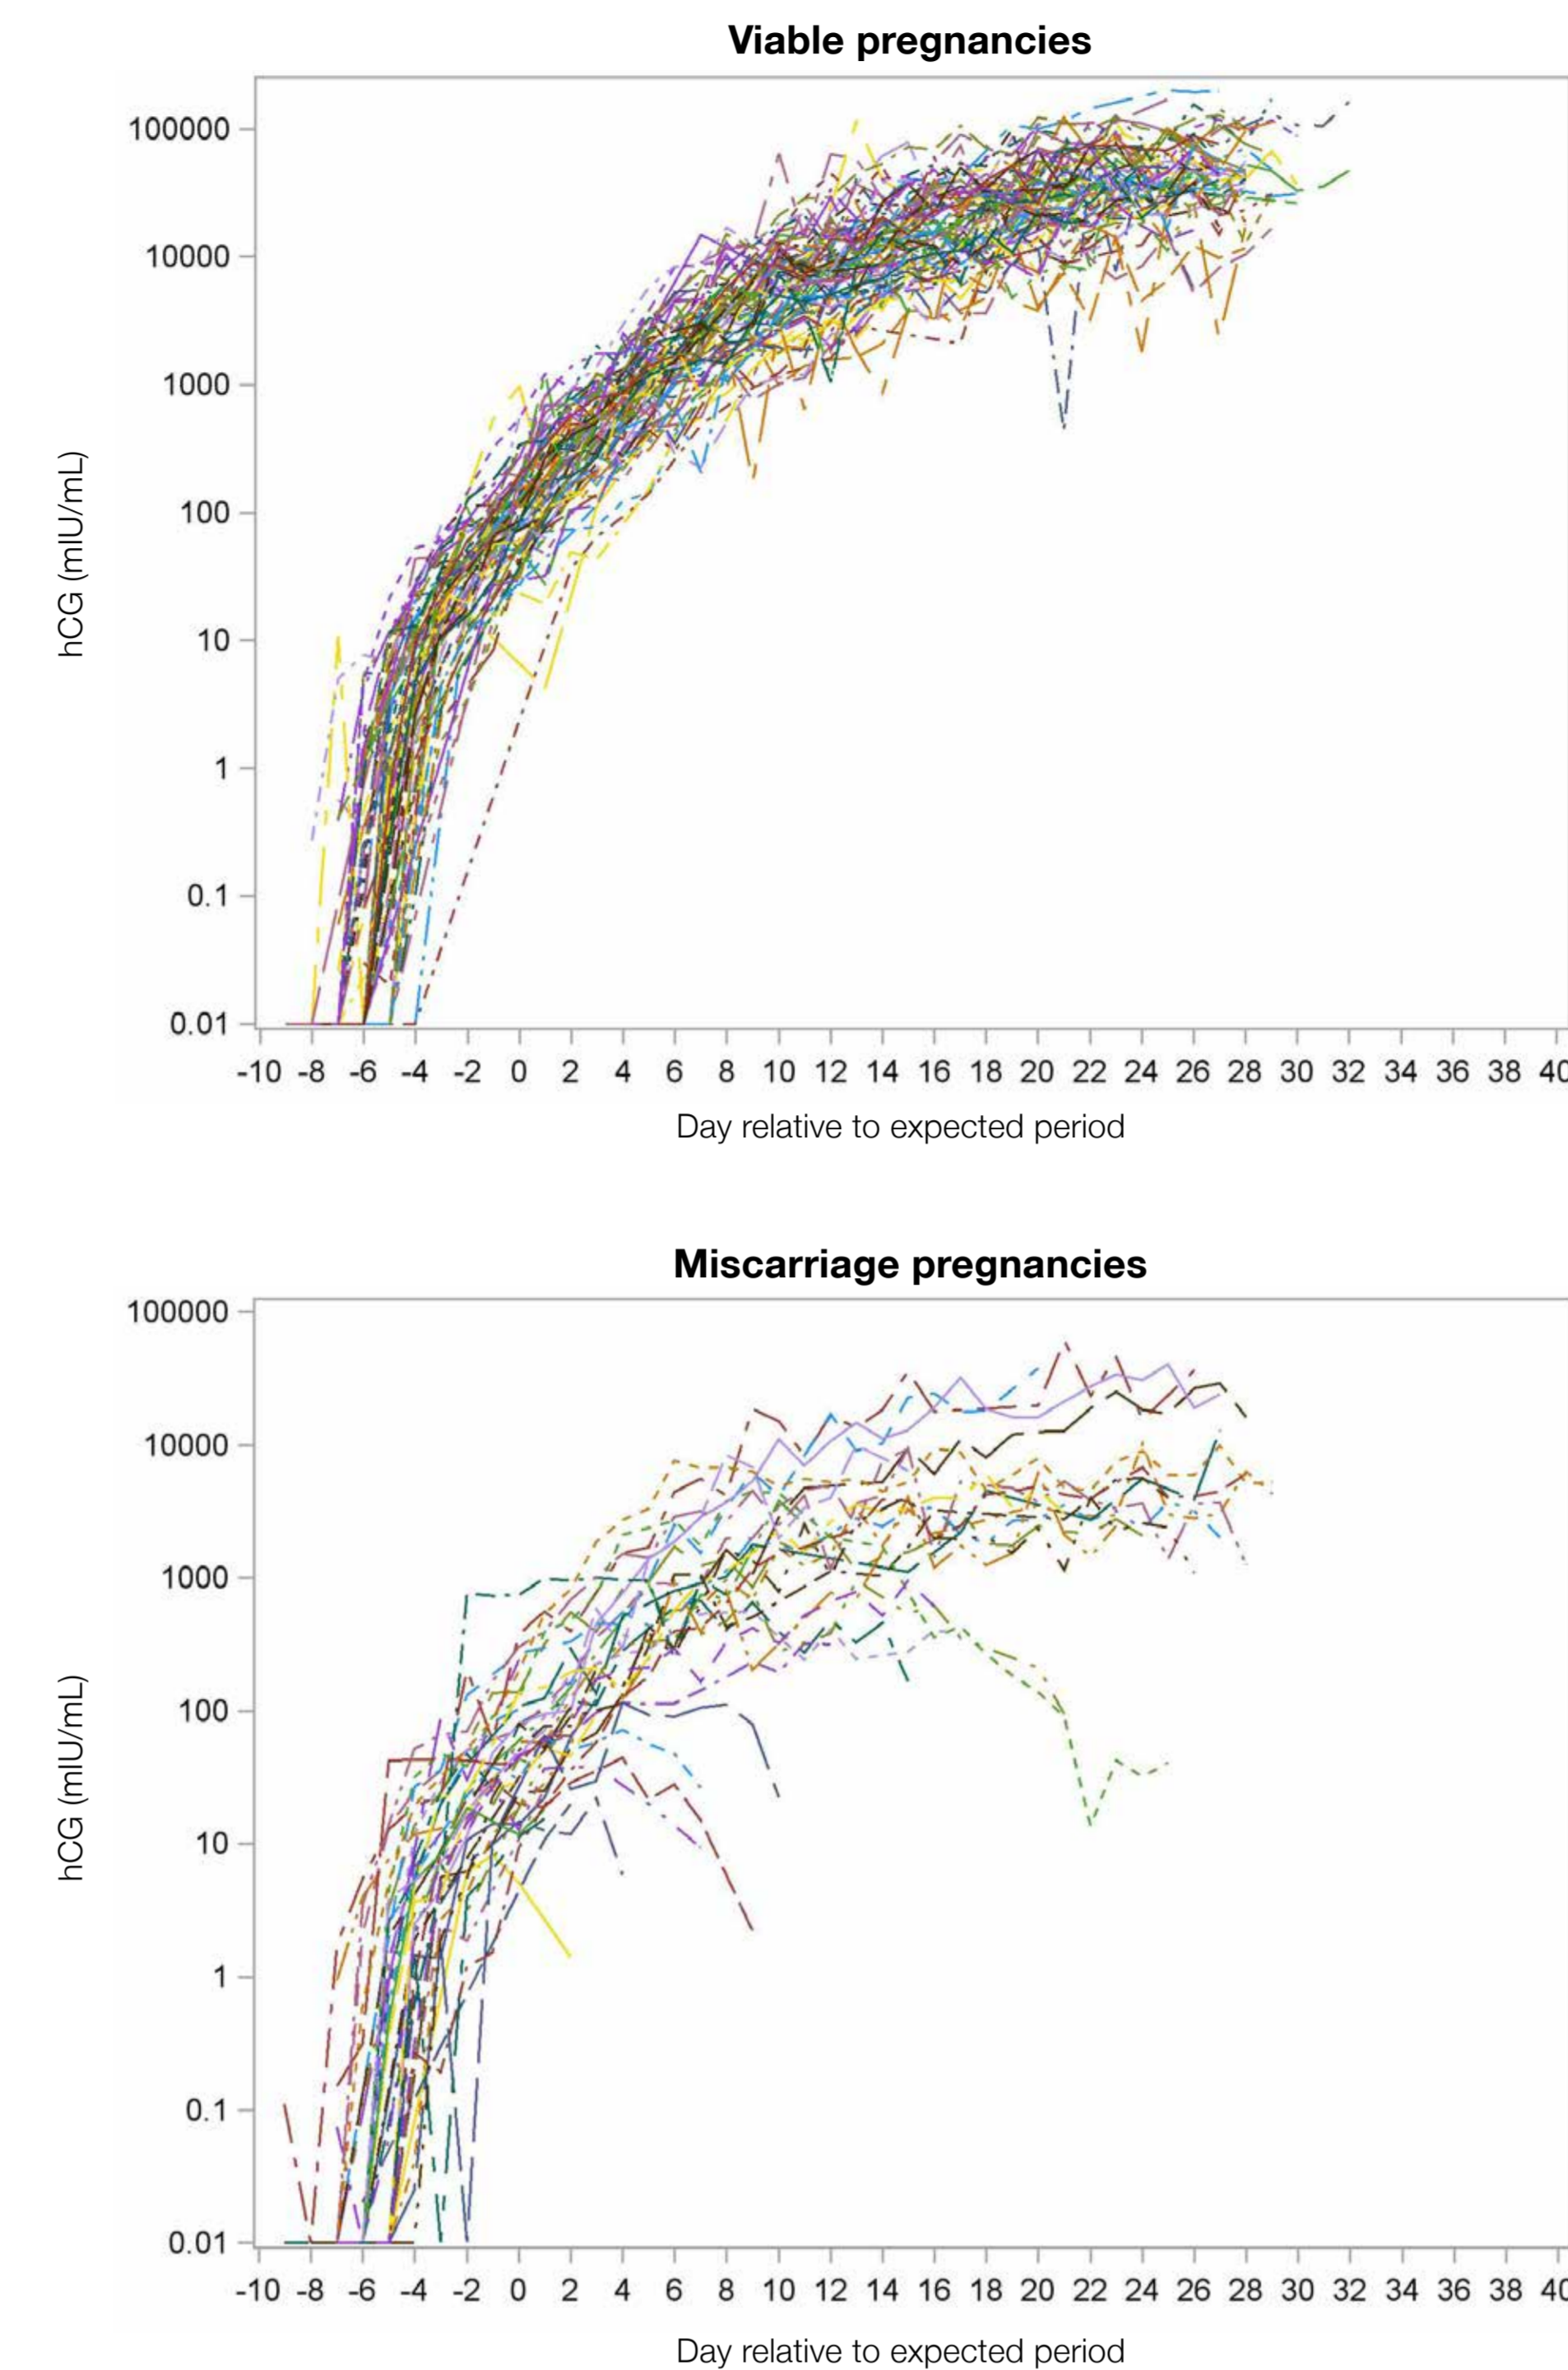 Viable pregnancies
100000
10000
1000
100
10
1
0.1
0.01
hCG (mIU/mL)
-10 -8 -6 -4 -2 0 2 4 6 8 10 12 14 16 18 20 22 24 26 28 30 32 34 36 38 40
Day relative to expected period
Miscarriage pregnancies
100000
10000
1000
100
10
1
0.1
0.01
hCG (mIU/mL)
-10 -8 -6 -4 -2 0 2 4 6 8 10 12 14 16 18 20 22 24 26 28 30 32 34 36 38 40
Day relative to expected period